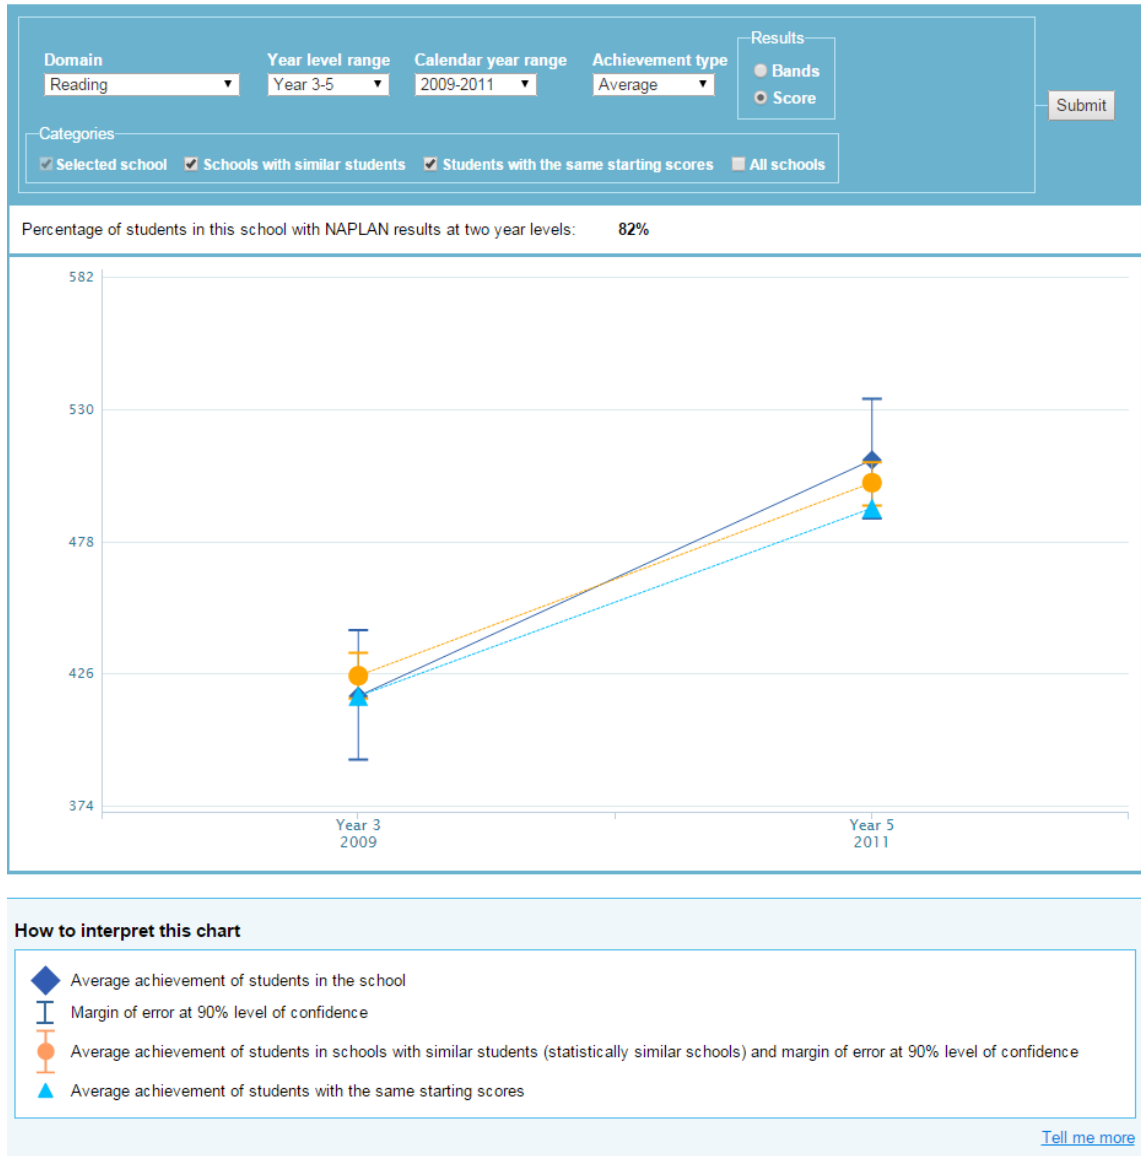 Results
Domain Year level range Calendar year range Achievement type
Bands
Reading Year 3-5 2009-2011 Average
Score
Submit
Categories
Selected school Schools with similar students Students with the same starting scores All schools
Percentage of students in this school with NAPLAN results at two year levels: 82%
582
530
478
426
374
Year 3 Year 5
2009 2011
How to interpret this chart
Average achievement of students in the school
Margin of error at 90% level of confidence
Average achievement of students in schools with similar students (statistically similar schools) and margin of error at 90% level of confidence
Average achievement of students with the same starting scores
Tell me more